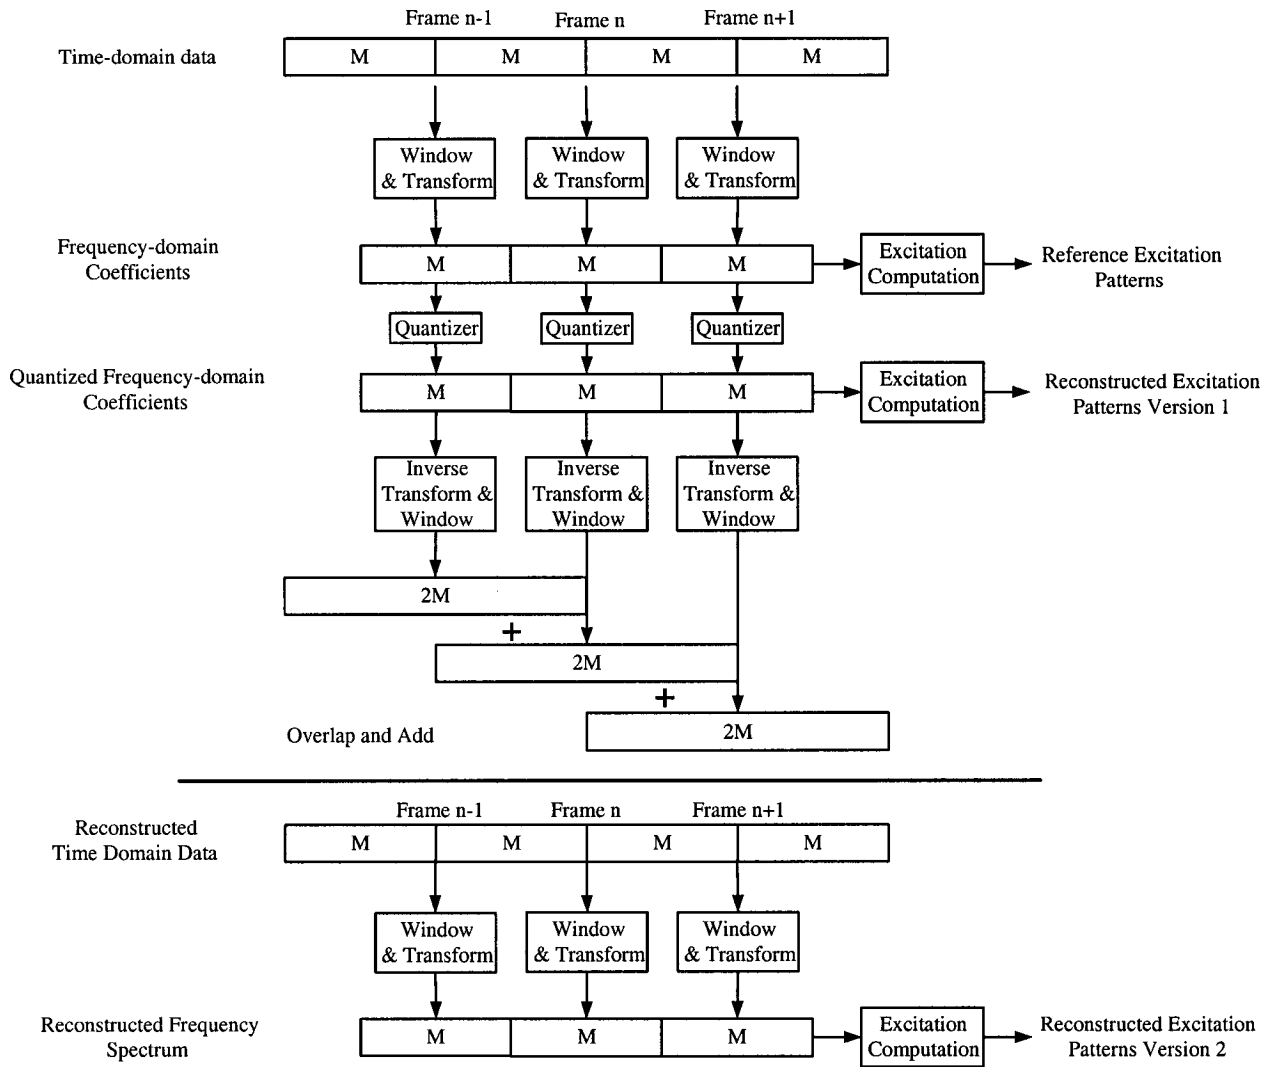 Frame n-1
Frame n
Frame n+1
Time-domain data
M
M
M
M
Window
& Transform
Window
& Transform
Window
& Transform
Frequency-domain
Coefficients
M
M
M
Excitation
Computation
Reference Excitation
Patterns
Quantizer
Quantizer
Quantizer
Quantized Frequency-domain
Coefficients
M
M
M
Excitation
Computation
Reconstructed Excitation
Patterns Version 1
Inverse
Transform &
Window
Inverse
Transform &
Window
Inverse
Transform &
Window
2M
+
2M
+
2M
Overlap and Add
Frame n-1
Frame n
Frame n+1
Reconstructed
Time Domain Data
M
M
M
M
Window
& Transform
Window
& Transform
Window
& Transform
Reconstructed Frequency
Spectrum
M
M
M
Excitation
Computation
Reconstructed Excitation
Patterns Version 2